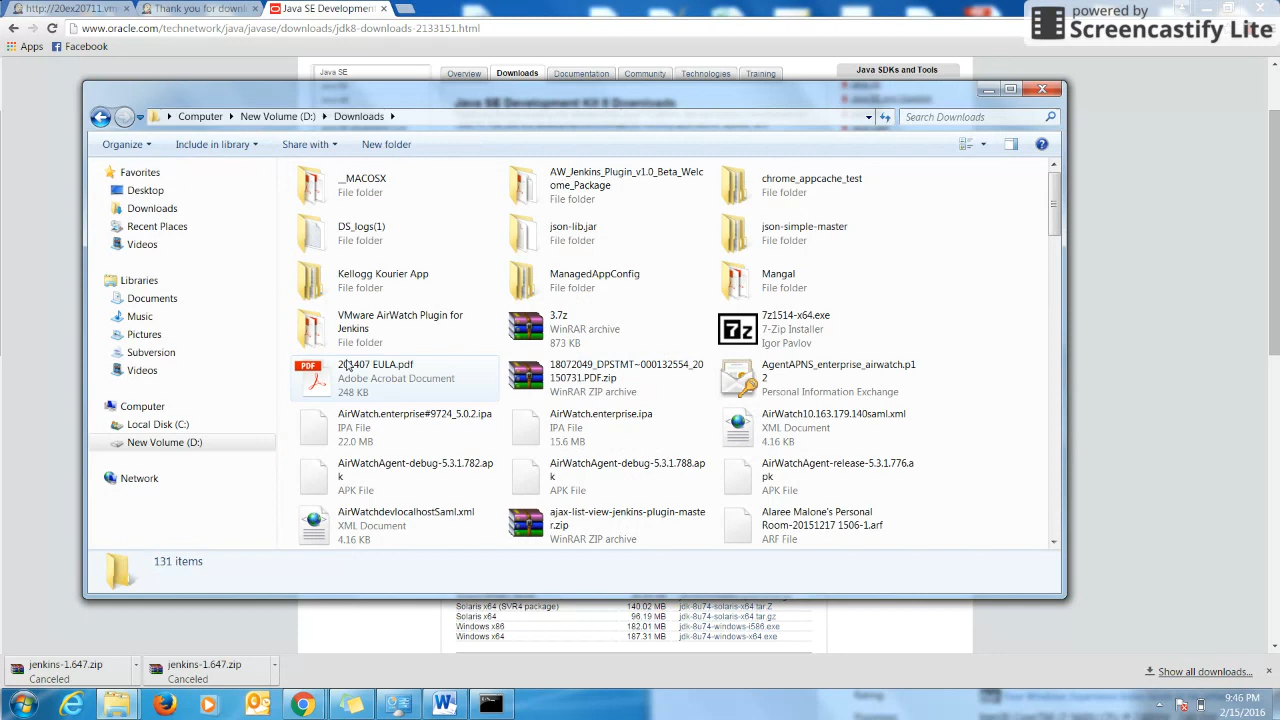 http://20ex20711.vm
Thank you for downl
Java SE Developmen
powered by
Screencastify Lite
www.oracle.com/technetwork/java/javase/downloads/jdk8-downloads-2133151.html
Apps Facebook
Java SE
Overview Downloads Documentation Community Technologies Training
Java SDKs and Tools
Java SE Development Kit 8 Downloads
Computer New Volume (D:) Downloads
Search Downloads
Organize Include in library Share with New folder
Favorites
Desktop
Downloads
Recent Places
Videos
Libraries
Documents
Music
Pictures
Subversion
Videos
Computer
Local Disk (C:)
New Volume (D:)
Network
__MACOSX
File folder
AW_Jenkins_Plugin_v1.0_Beta_Welc
ome_Package
File folder
chrome_appcache_test
File folder
DS_logs(1)
File folder
json-lib.jar
File folder
json-simple-master
File folder
Kellogg Kourier App
File folder
ManagedAppConfig
File folder
Mangal
File folder
VMware AirWatch Plugin for
Jenkins
File folder
3.7z
WinRAR archive
873 KB
7z1514-x64.exe
7-Zip Installer
Igor Pavlov
PDF
EULA.pdf
Adobe Acrobat Document
248 KB
18072049_DPSTMT~000132554_20
150731.PDF.zip
WinRAR ZIP archive
AgentAPNS_enterprise_airwatch.p1
2
Personal Information Exchange
AirWatch.enterprise#9724_5.0.2.ipa
IPA File
22.0 MB
AirWatch.enterprise.ipa
IPA File
15.6 MB
AirWatch10.163.179.140saml.xml
XML Document
4.16 KB
AirWatchAgent-debug-5.3.1.782.ap
k
APK File
AirWatchAgent-debug-5.3.1.788.ap
k
APK File
AirWatchAgent-release-5.3.1.776.a
pk
APK File
AirWatchdevlocalhostSaml.xml
XML Document
4.16 KB
ajax-list-view-jenkins-plugin-maste
r.zip
WinRAR ZIP archive
Alaree Malone's Personal
Room-20151217 1506-1.arf
ARF File
131 items
Solaris x64 (SVR4 package) 140.02 MB jdk-8u74-solaris-x64.tar.Z
Solaris x64 96.19 MB jdk-8u74-solaris-x64.tar.gz
Windows x86 182.01 MB jdk-8u74-windows-i586.exe
Windows x64 187.31 MB jdk-8u74-windows-x64.exe
jenkins-1.647.zip
Canceled
jenkins-1.647.zip
Canceled
Show all downloads...
9:46 PM
2/15/2016